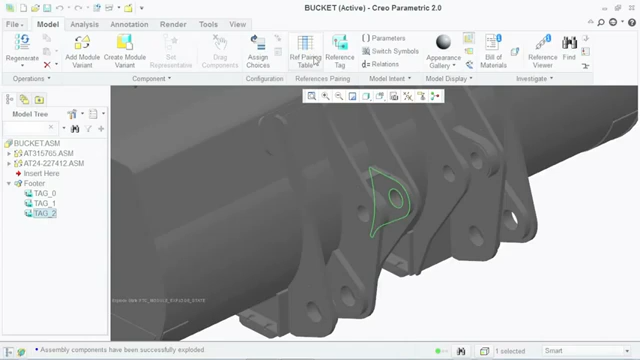 BUCKET (Active) - Creo Parametric 2.0
File Model Analysis Annotation Render Tools View
Regenerate
Add Module Variant
Create Module Variant
Set Representative
Drag Components
Assign Choices
Ref Pairing Table
Reference Tag
Parameters
Switch Symbols
Relations
Appearance Gallery
Bill of Materials
Reference Viewer
Find
Operations
Component
Configuration
References Pairing
Model Intent
Model Display
Investigate
Model Tree
BUCKET.ASM
AT315765.ASM
AT24-227412.ASM
Insert Here
Footer
TAG_0
TAG_1
TAG_2
Assembly components have been successfully exploded.
1 selected
Smart